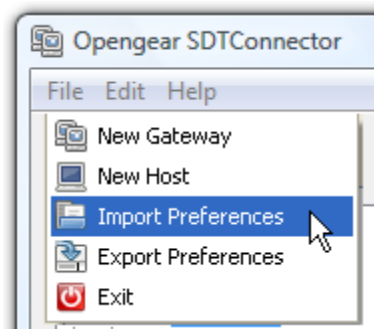 Opengear SDTConnector
File Edit Help
New Gateway
New Host
Import Preferences
Export Preferences
Exit